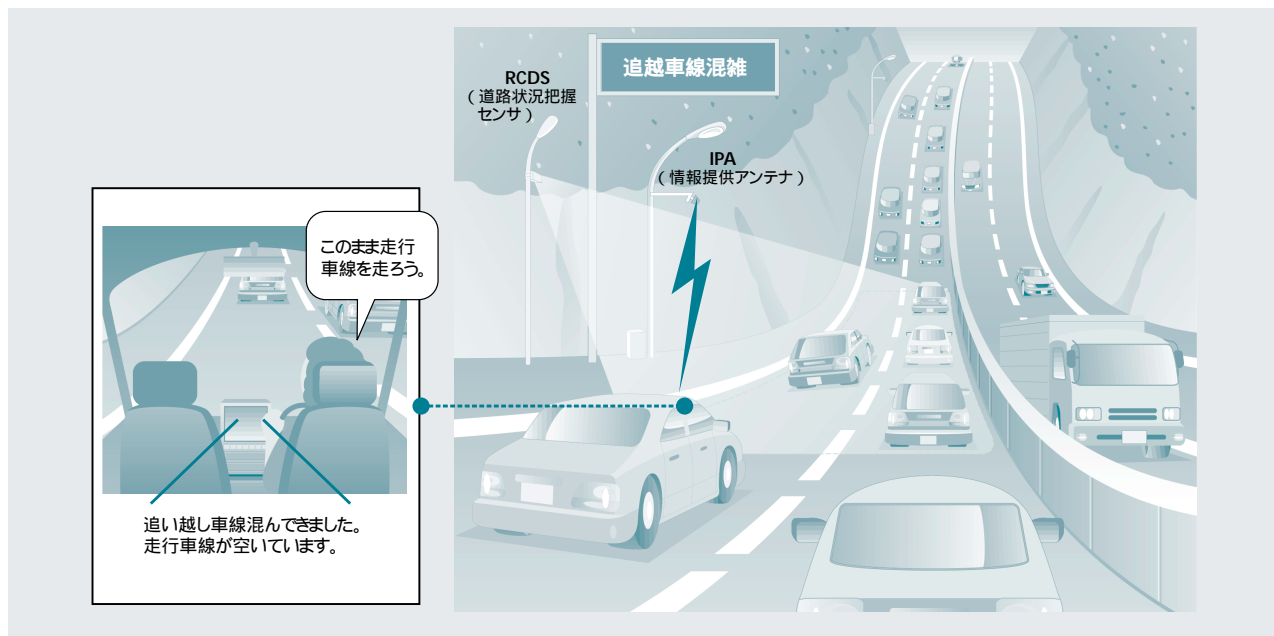 追越車線混雑
RCDS
(道路状況把握
センサ)
IPA
(情報提供アンテナ)
このまま走行
車線を走ろう。
追い越し車線混んできました。
走行車線が空いています。